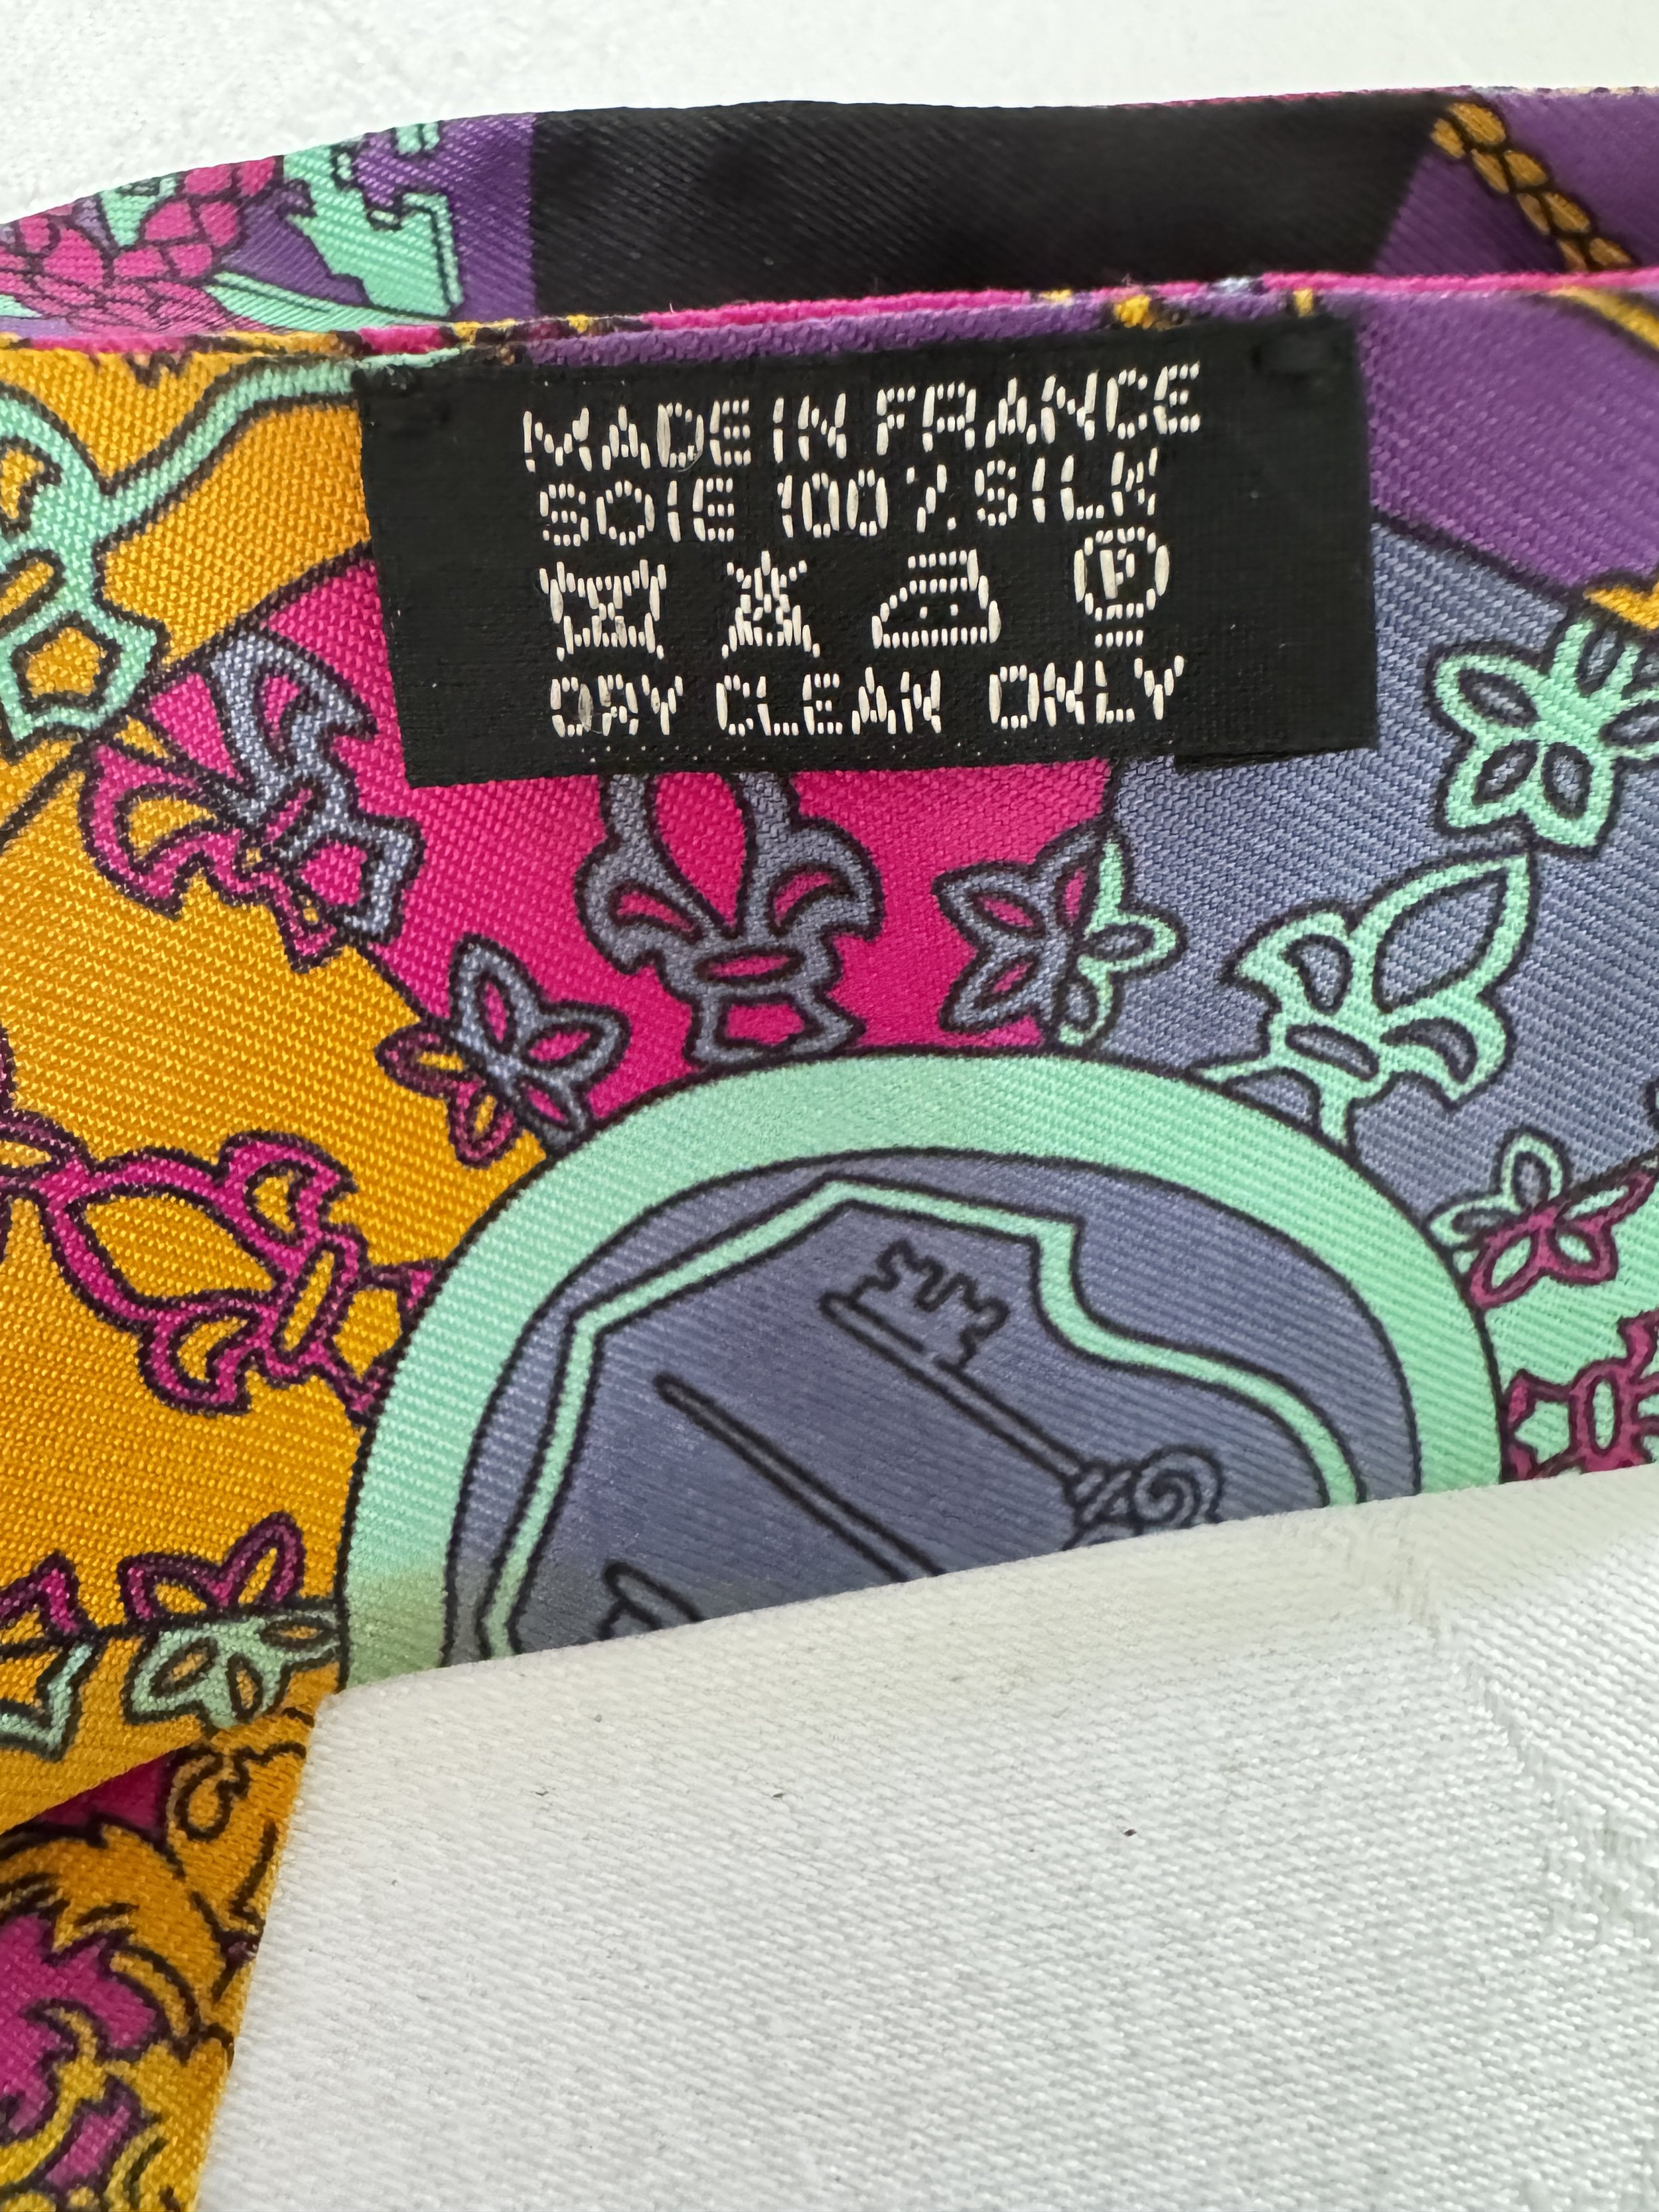 MADE IN FRANCE
SOIE 100% SILK
P
DRY CLEAN ONLY